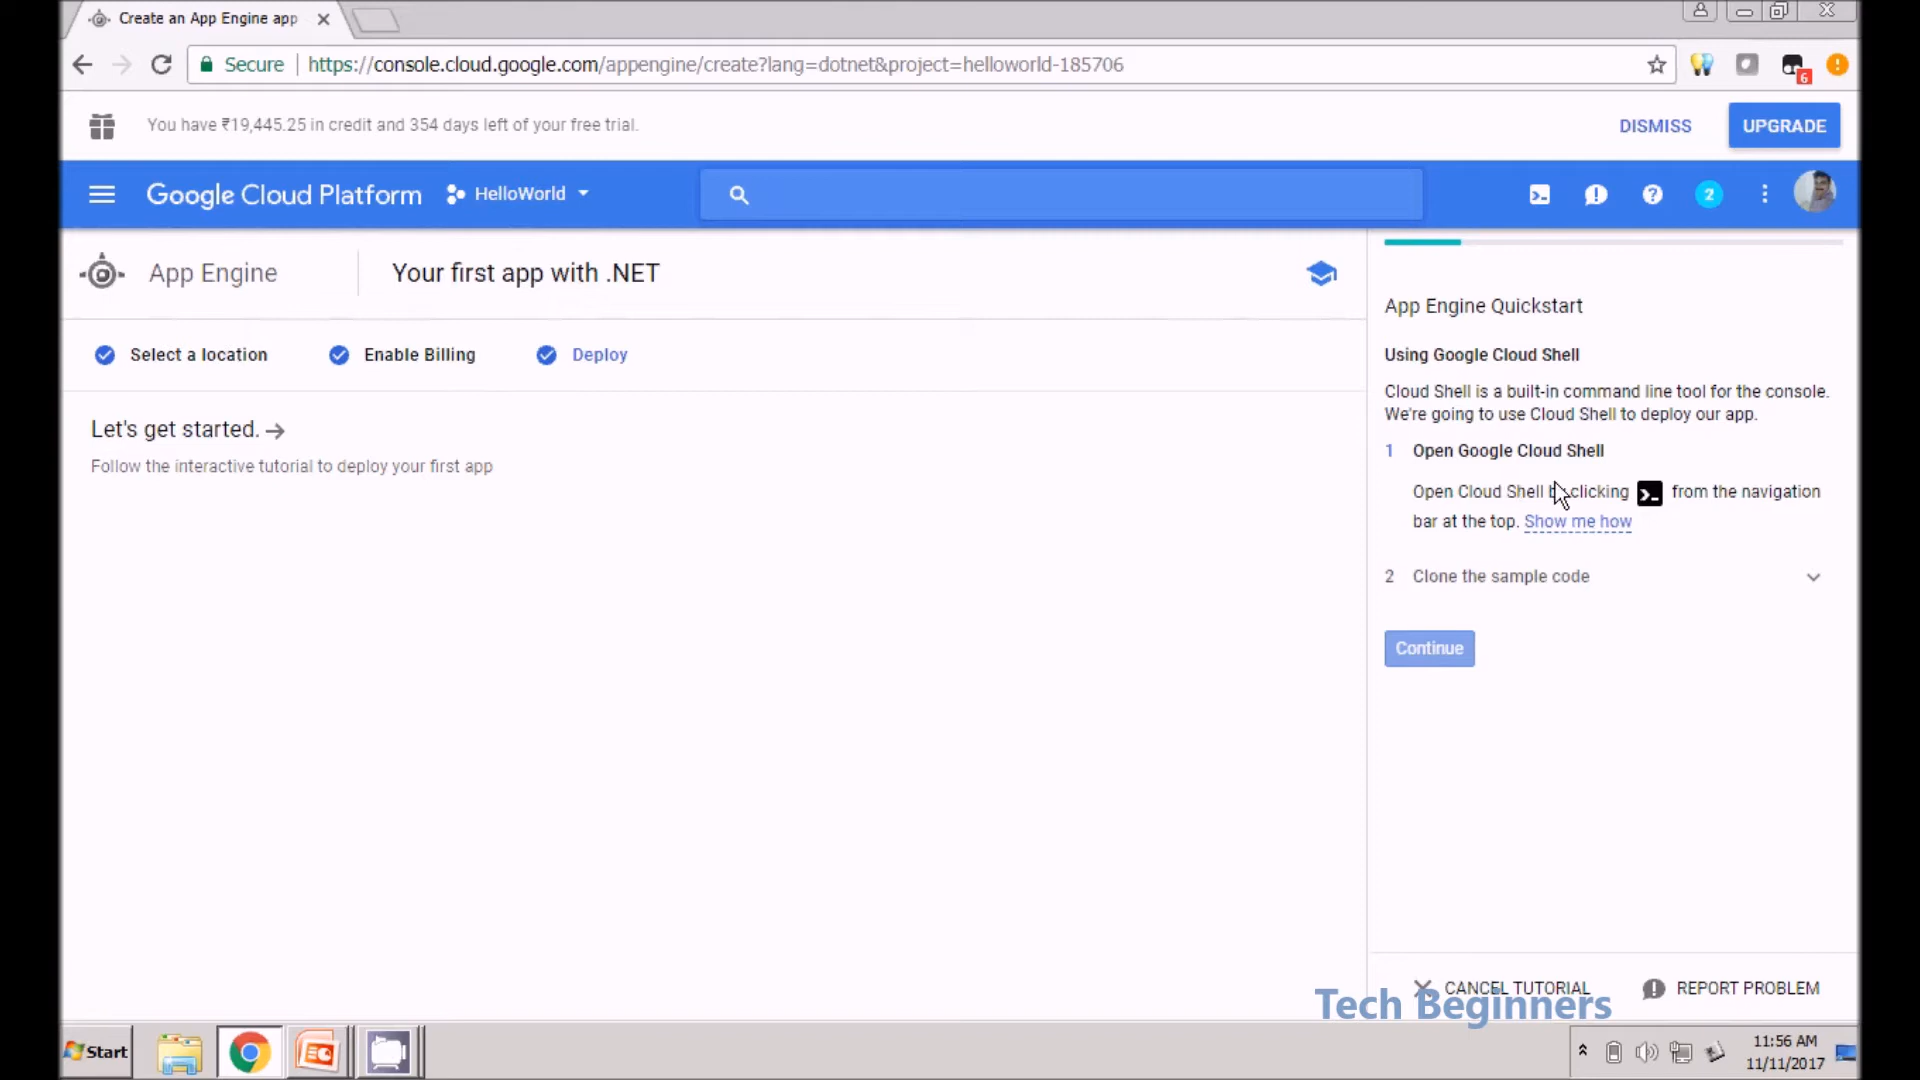 Create an App Engine app
Secure
https://console.cloud.google.com/appengine/create?lang=dotnet&project=helloworld-185706
6
You have ₹19,445.25 in credit and 354 days left of your free trial.
DISMISS
UPGRADE
Google Cloud Platform
HelloWorld
2
App Engine
Your first app with .NET
Select a location
Enable Billing
Deploy
Let's get started.
Follow the interactive tutorial to deploy your first app
App Engine Quickstart
Using Google Cloud Shell
Cloud Shell is a built-in command line tool for the console.
We're going to use Cloud Shell to deploy our app.
1 Open Google Cloud Shell
Open Cloud Shell by clicking from the navigation
bar at the top. Show me how
2 Clone the sample code
Continue
CANCEL TUTORIAL
REPORT PROBLEM
Tech Beginners
Start
11:56 AM
11/11/2017